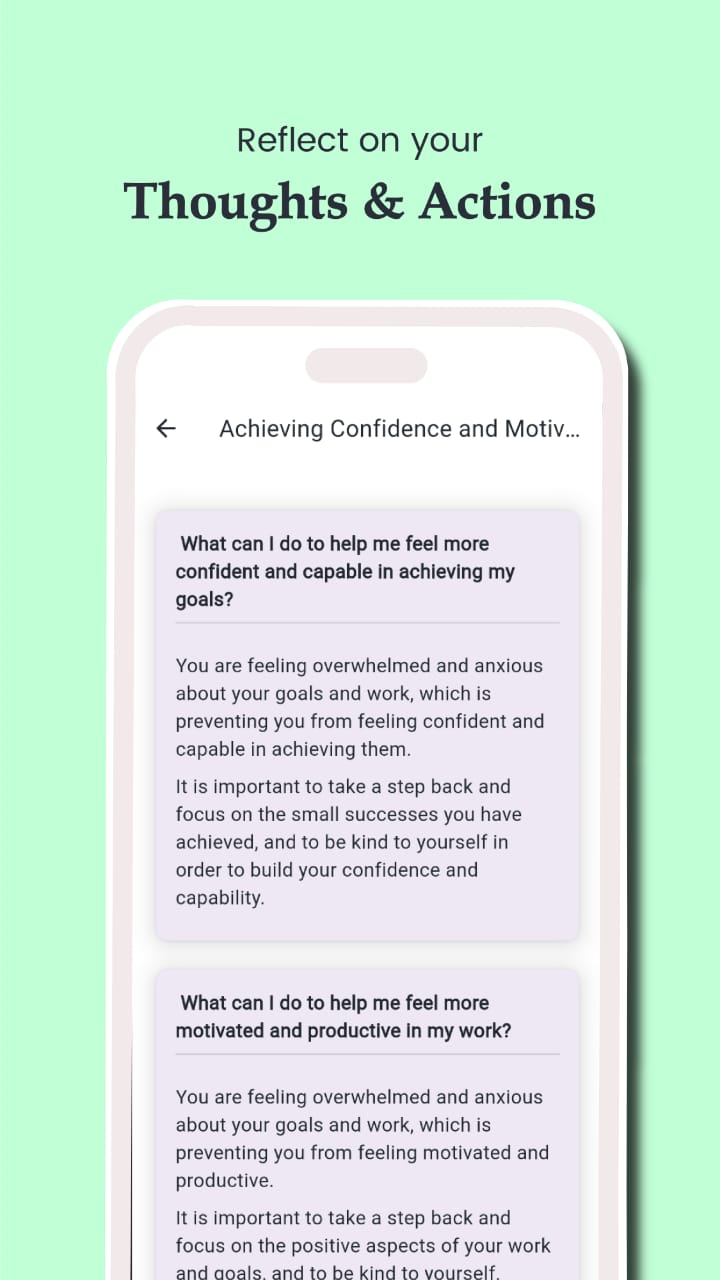 Reflect on your
Thoughts & Actions
Achieving Confidence and Motiv...
What can I do to help me feel more
confident and capable in achieving my
goals?
You are feeling overwhelmed and anxious
about your goals and work, which is
preventing you from feeling confident and
capable in achieving them.
It is important to take a step back and
focus on the small successes you have
achieved, and to be kind to yourself in
order to build your confidence and
capability.
What can I do to help me feel more
motivated and productive in my work?
You are feeling overwhelmed and anxious
about your goals and work, which is
preventing you from feeling motivated and
productive.
It is important to take a step back and
focus on the positive aspects of your work
and goals, and to be kind to yourself,